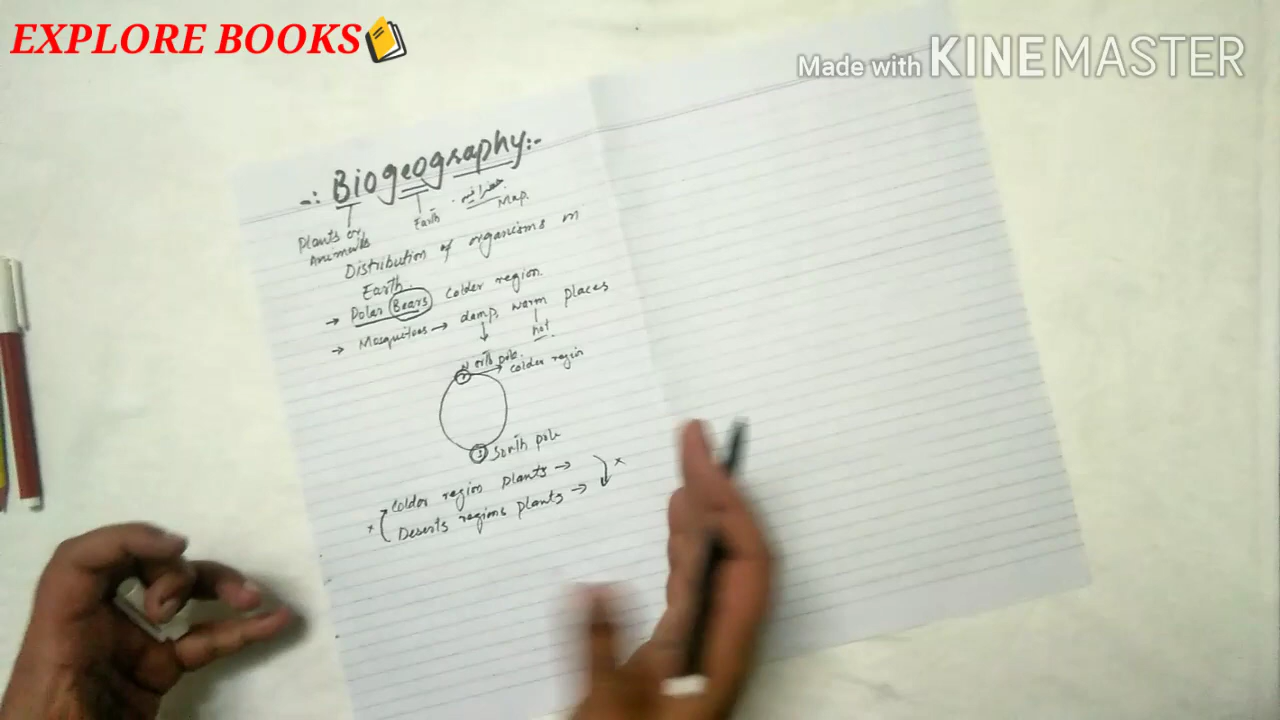 EXPLORE BOOKS
Made with KINEMASTER
-: Biogeography:-
Plants or
Animals
Earth
جغرافیہ
Map.
Distribution of organisms on
Earth.
→ Polar Bears colder region.
→ Mosquitoes → damp, warm places
hot
North pole.
→ colder region
South pole
Colder region plants →
Deserts regions plants →